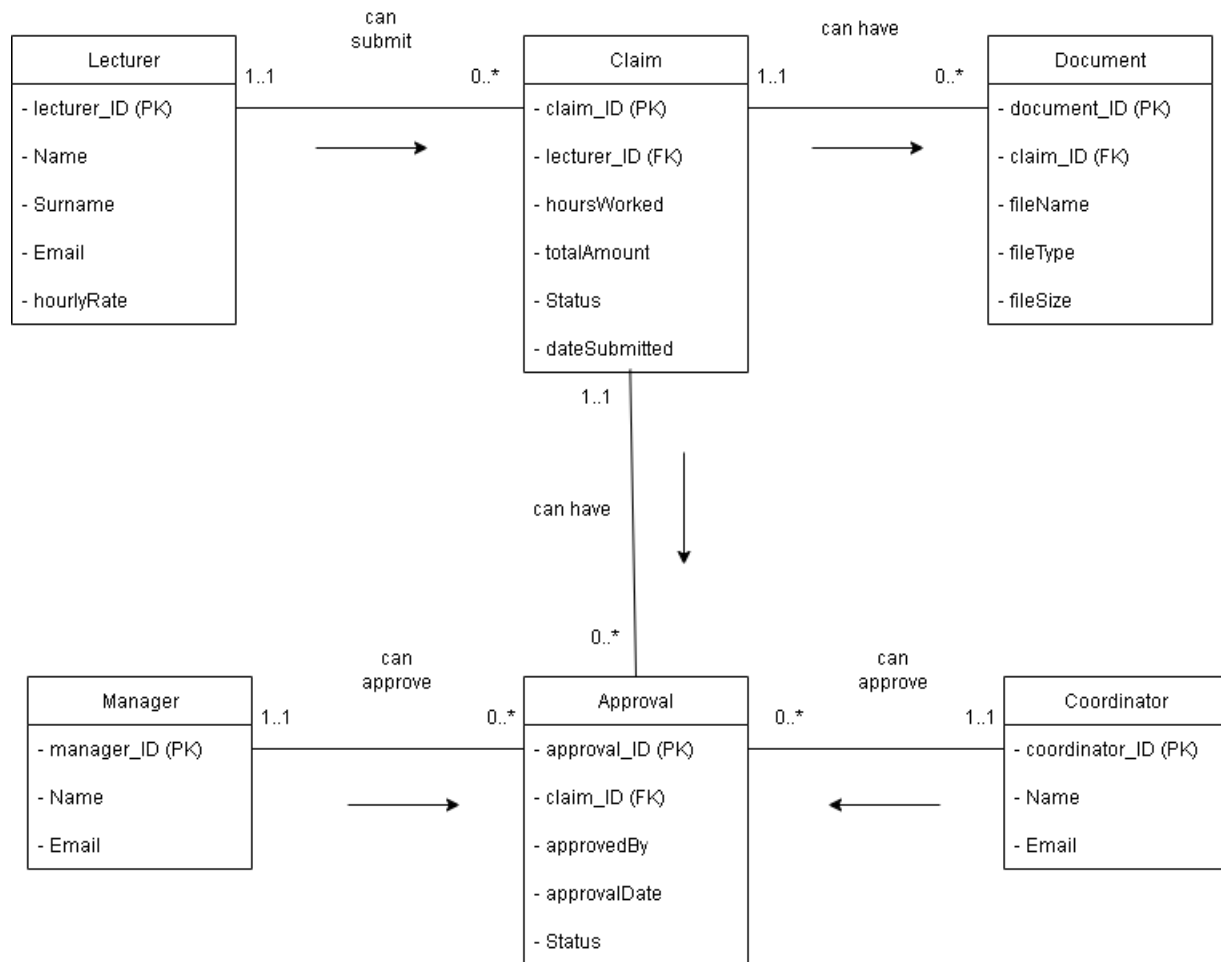 can
submit
can have
Lecturer
1..1
0..*
Claim
1..1
0..*
Document
- lecturer_ID (PK)
- Name
- Surname
- Email
- hourlyRate
- claim_ID (PK)
- lecturer_ID (FK)
- hoursWorked
- totalAmount
- Status
- dateSubmitted
- document_ID (PK)
- claim_ID (FK)
- fileName
- fileType
- fileSize
1..1
can have
0..*
can
approve
can
approve
Manager
1..1
0..*
Approval
0..*
1..1
Coordinator
- manager_ID (PK)
- Name
- Email
- approval_ID (PK)
- claim_ID (FK)
- approvedBy
- approvalDate
- Status
- coordinator_ID (PK)
- Name
- Email